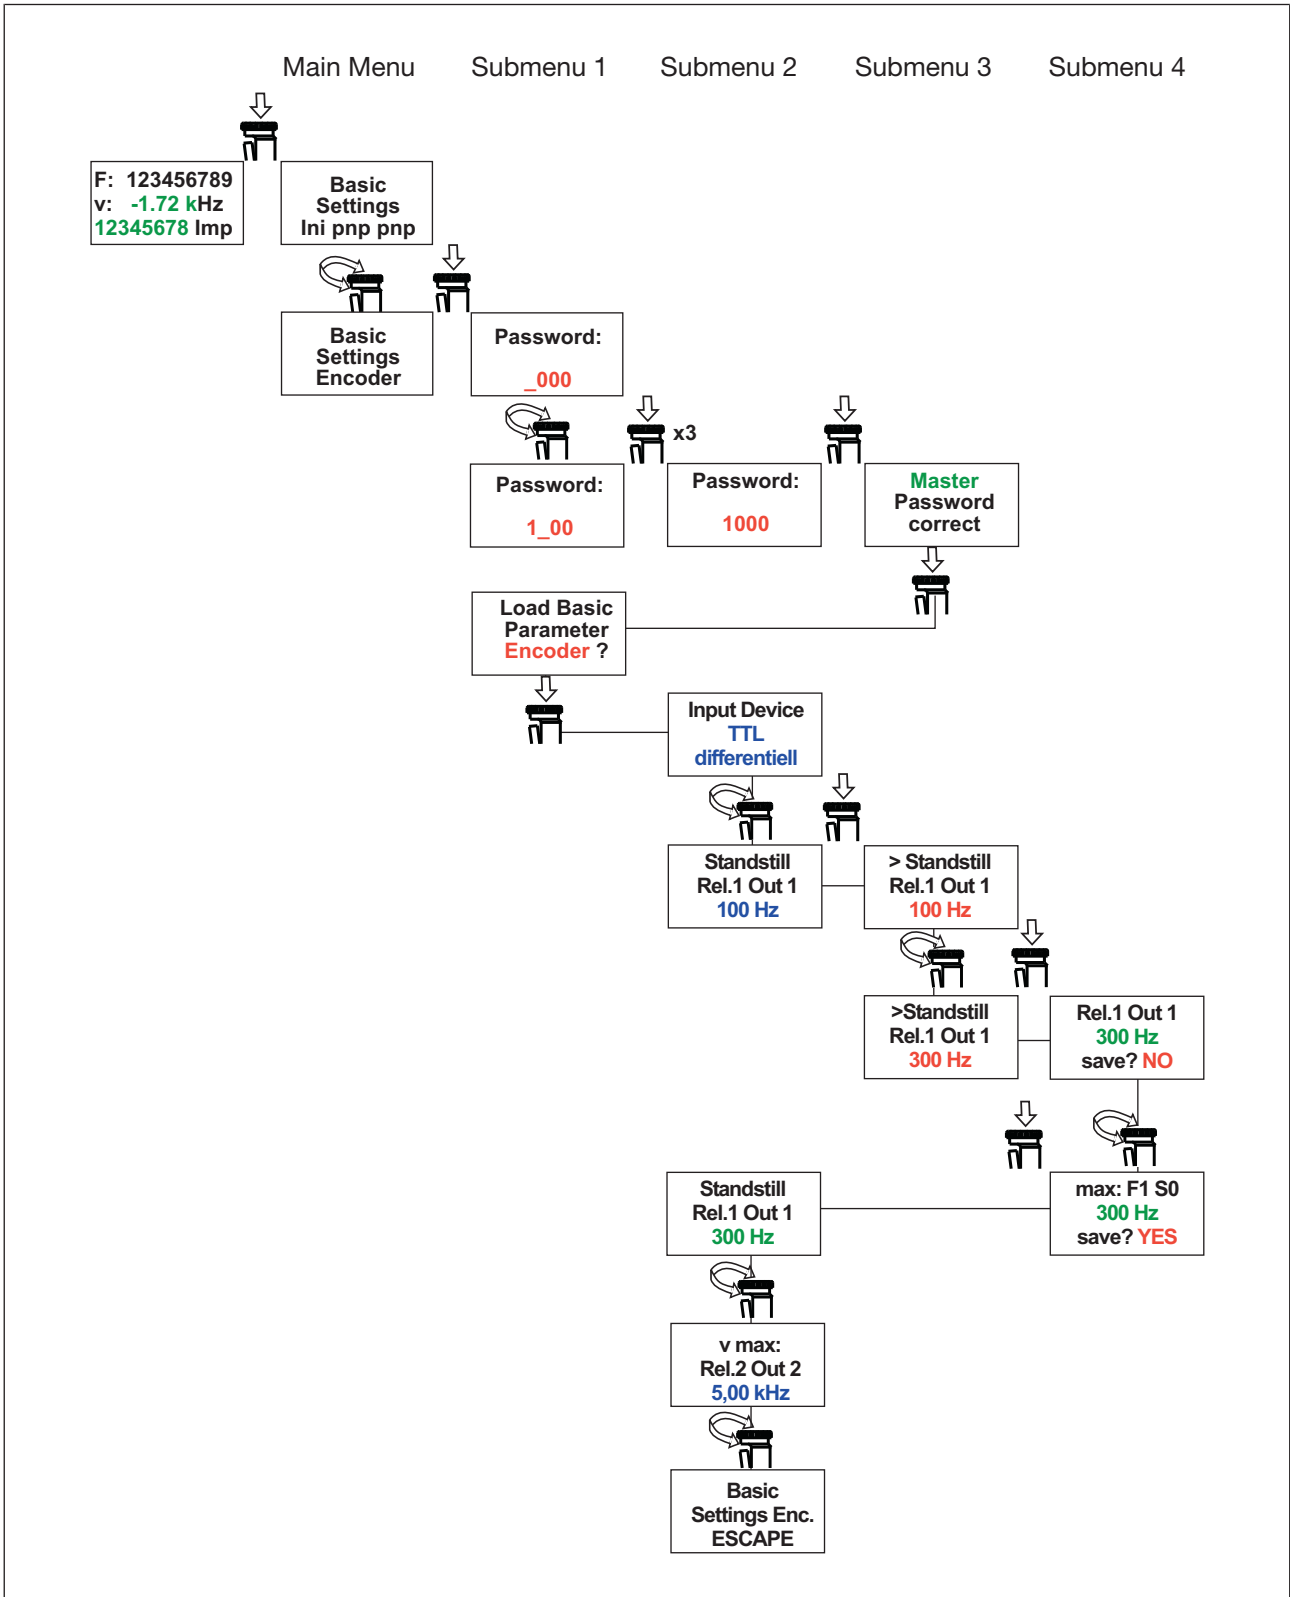 Main Menu
Submenu 1
Submenu 2
Submenu 3
Submenu 4
F: 123456789
v: -1.72 kHz
12345678 Imp
Basic
Settings
Ini pnp pnp
Basic
Settings
Encoder
Password:
_000
x3
Password:
1_00
Password:
1000
Master
Password
correct
Load Basic
Parameter
Encoder ?
Input Device
TTL
differentiell
Standstill
Rel.1 Out 1
100 Hz
> Standstill
Rel.1 Out 1
100 Hz
>Standstill
Rel.1 Out 1
300 Hz
Rel.1 Out 1
300 Hz
save? NO
Standstill
Rel.1 Out 1
300 Hz
max: F1 S0
300 Hz
save? YES
v max:
Rel.2 Out 2
5,00 kHz
Basic
Settings Enc.
ESCAPE